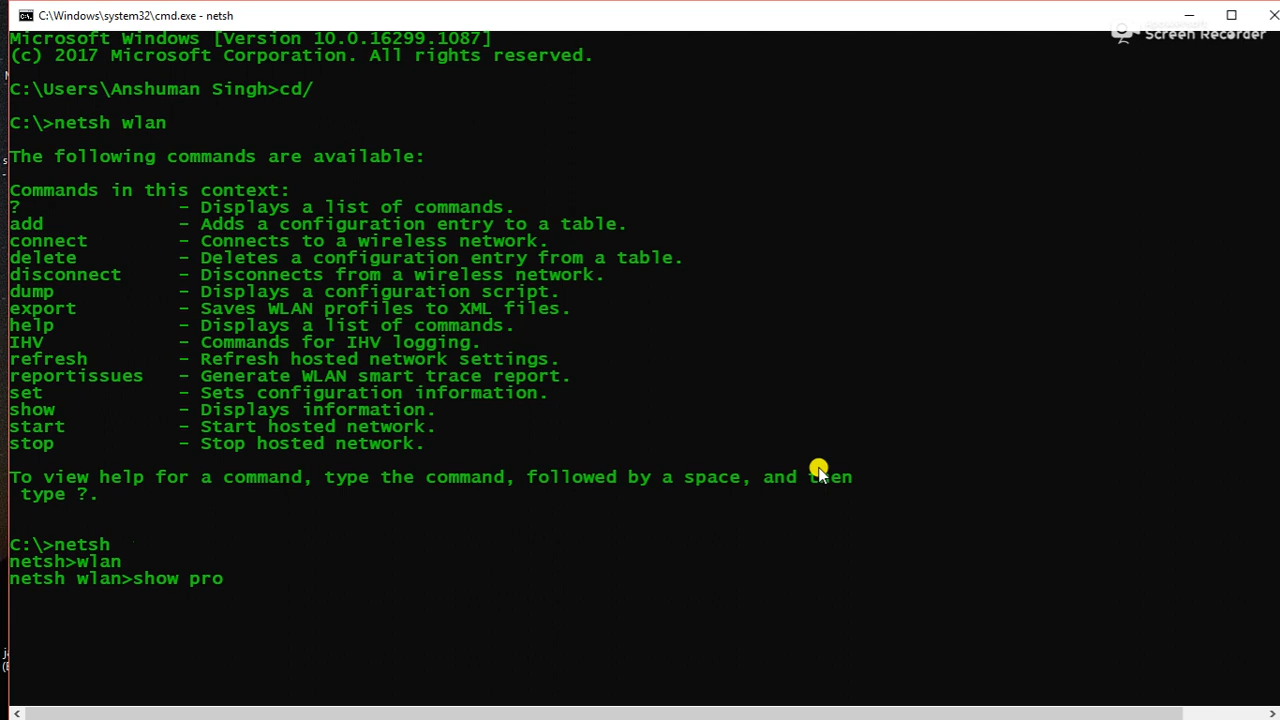 C:\Windows\system32\cmd.exe - netsh
Screen Recorder
Microsoft Windows [Version 10.0.16299.1087]
(c) 2017 Microsoft Corporation. All rights reserved.
C:\Users\Anshuman Singh>cd/
C:\>netsh wlan
The following commands are available:
Commands in this context:
? - Displays a list of commands.
add - Adds a configuration entry to a table.
connect - Connects to a wireless network.
delete - Deletes a configuration entry from a table.
disconnect - Disconnects from a wireless network.
dump - Displays a configuration script.
export - Saves WLAN profiles to XML files.
help - Displays a list of commands.
IHV - Commands for IHV logging.
refresh - Refresh hosted network settings.
reportissues - Generate WLAN smart trace report.
set - Sets configuration information.
show - Displays information.
start - Start hosted network.
stop - Stop hosted network.
To view help for a command, type the command, followed by a space, and then
type ?.
C:\>netsh
netsh>wlan
netsh wlan>show pro